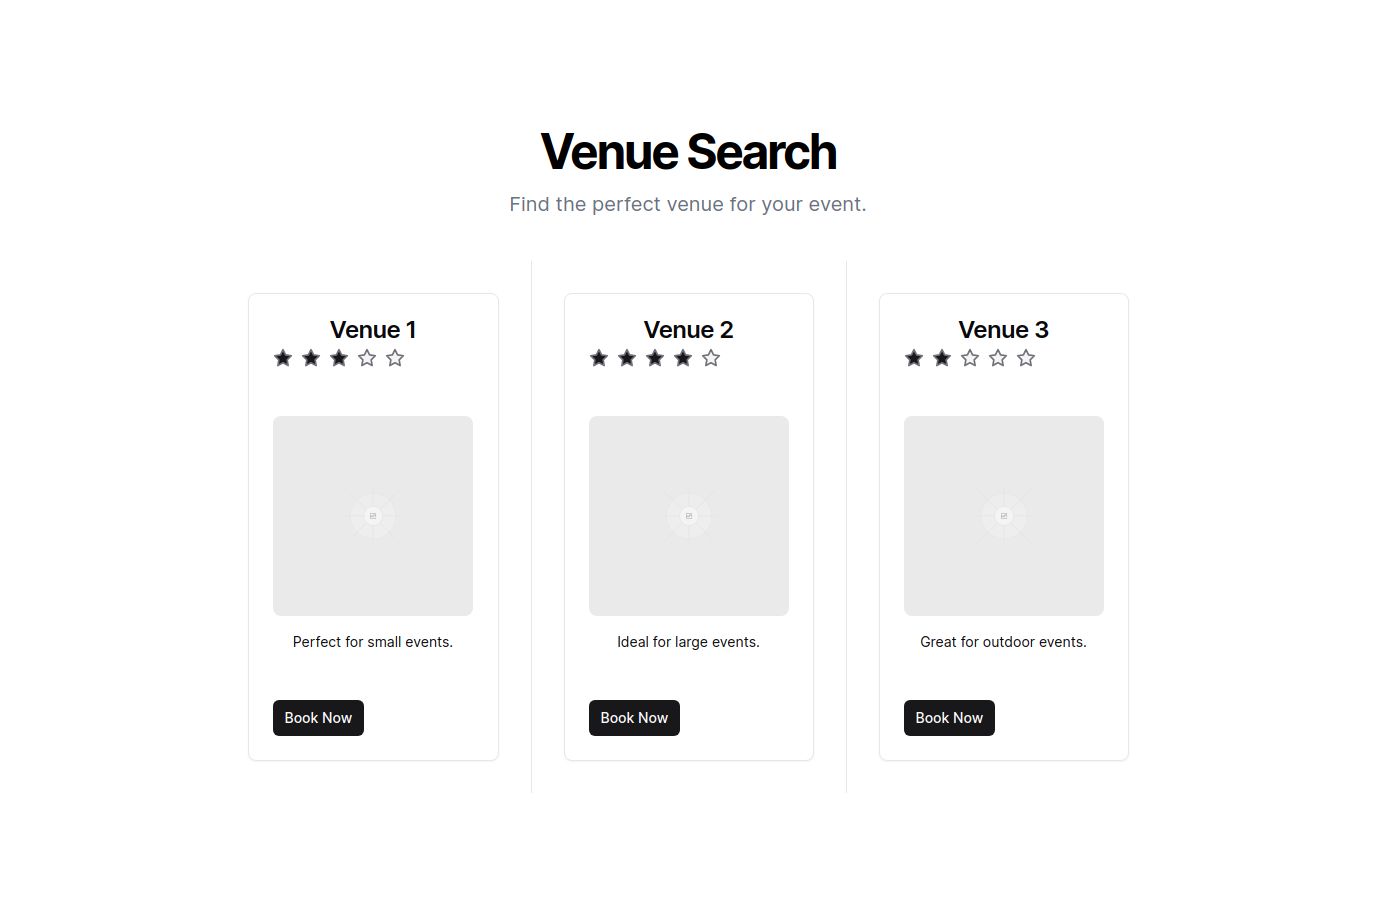 Venue Search
Find the perfect venue for your event.
Venue 1
Perfect for small events.
Book Now
Venue 2
Ideal for large events.
Book Now
Venue 3
Great for outdoor events.
Book Now